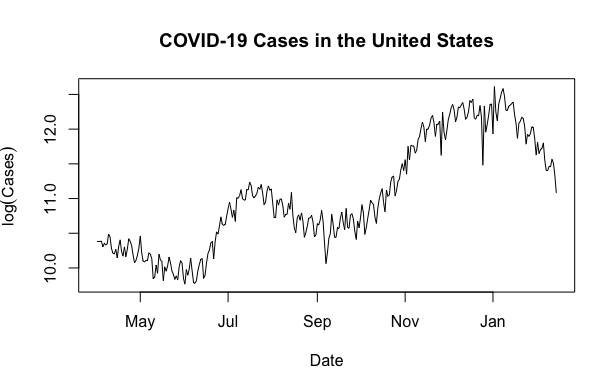 COVID-19 Cases in the United States
log(Cases)
12.0
11.0
10.0
May Jul Sep Nov Jan
Date